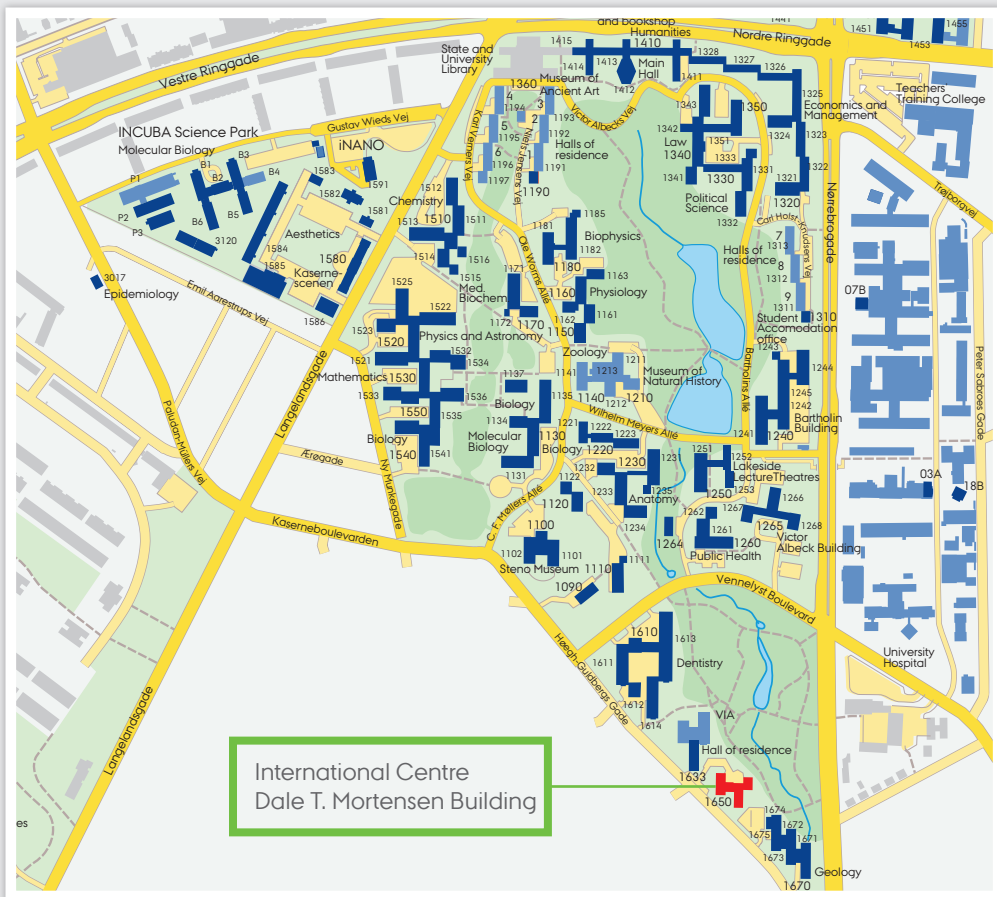 and bookshop
Humanities
1441
1451
1455
1453
Nordre Ringgade
Vestre Ringgade
State and
University
Library
1415
1410
1414
1413
Main
Hall
1412
1328
1411
1327
1326
1325
Economics and
Management
Teachers
Training College
1360
Museum of
Ancient Art
4
3
1194
1193
5
2
1195
1192
6
1
1196
1191
1197
1190
Halls of
residence
Victor Albecks Vej
1343
1350
1342
Law
1340
1351
1333
1341
1330
1331
Political
Science
1324
1323
1322
1321
1320
INCUBA Science Park
Molecular Biology
Gustav Wieds Vej
iNANO
B1
B3
B2
B4
P1
P2
P3
B6
B5
3120
1583
1591
1582
1581
Aesthetics
1584
1580
1585
Kaserne-
scenen
1586
3017
Epidemiology
Emil Aarestrups Vej
Karl Verners Vej
Niels Jensens Vej
Chemistry
1512
1513
1510
1511
1514
1516
1515
Med.
Biochem.
Ole Worms Allé
1181
1185
Biophysics
1182
1180
1171
1163
1160
Physiology
1162
1161
1172
1170
1150
Carl Holst-Knudsens Vej
7
1313
Halls of
residence
8
1312
9
1311
1310
Student
Accomodation
office
Nørrebrogade
Trøjborgvej
07B
1525
1522
1523
1520
Physics and Astronomy
1521
1532
1534
Mathematics
1530
1533
1536
1550
1535
Biology
1540
1541
Zoology
1141
1211
1213
Museum of
Natural History
1140
1212
1210
1137
Biology
1135
1134
Molecular
Biology
1130
Biology
1131
Wilhelm Meyers Allé
1221
1222
1223
1220
Bartholins Allé
1243
1244
1245
1242
Bartholin
Building
1241
1240
Peter Sabroes Gade
Paludan-Müllers Vej
Langelandsgade
Ærøgade
Ny Munkegade
Kaserneboulevarden
C. F. Møllers Allé
1232
1230
1231
1233
1235
Anatomy
1234
1122
1120
1100
1102
1101
Steno Museum
1110
1111
1090
1251
1252
Lakeside
Lecture Theatres
1250
1253
1262
1267
1266
1261
1265
1268
1264
1260
Victor
Albeck Building
Public Health
03A
18B
Vennelyst Boulevard
University
Hospital
Høegh-Guldbergs Gade
1610
1613
1611
Dentistry
1612
1614
VIA
Hall of residence
1633
1650
1674
1672
1675
1671
1673
Geology
1670
Langelandsgade
International Centre
Dale T. Mortensen Building
es